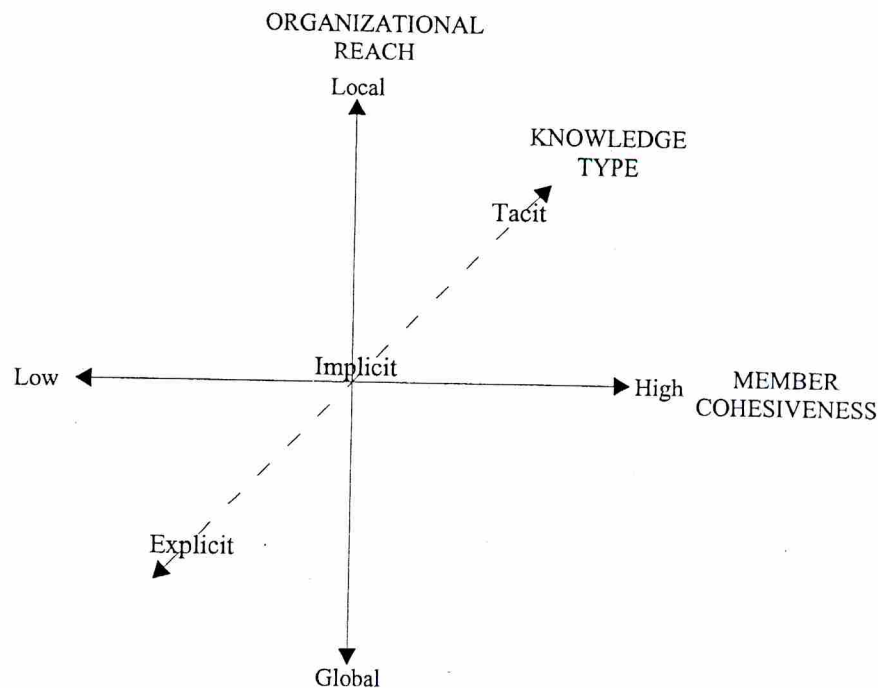 ORGANIZATIONAL
REACH
Local
KNOWLEDGE
TYPE
Tacit
Implicit
Low
High
MEMBER
COHESIVENESS
Explicit
Global